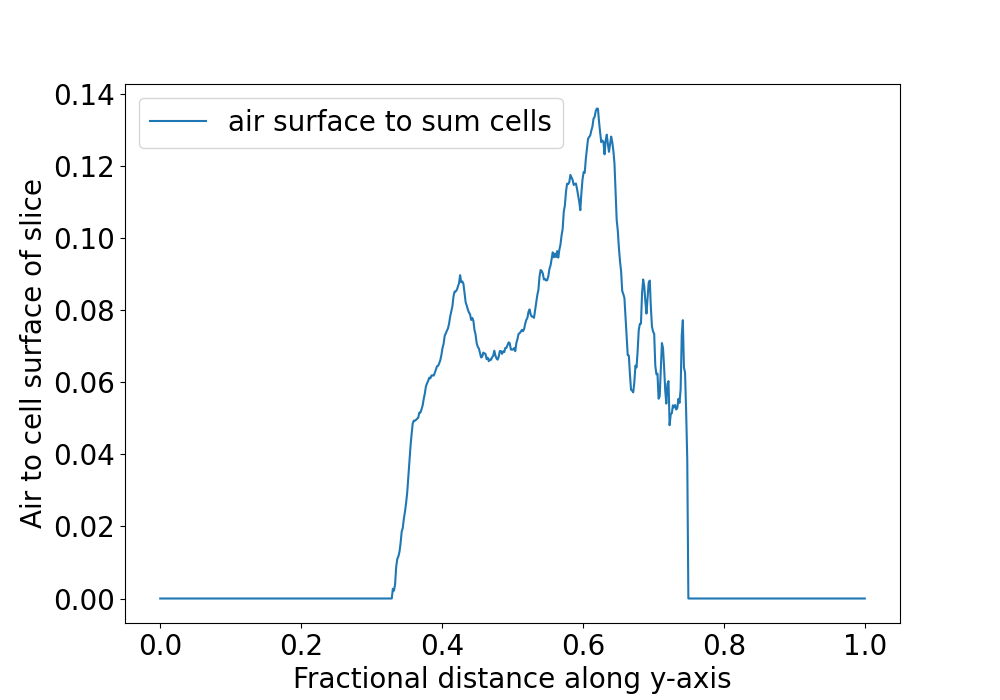 air surface to sum cells
Air to cell surface of slice
0.14
0.12
0.10
0.08
0.06
0.04
0.02
0.00
0.0 0.2 0.4 0.6 0.8 1.0
Fractional distance along y-axis